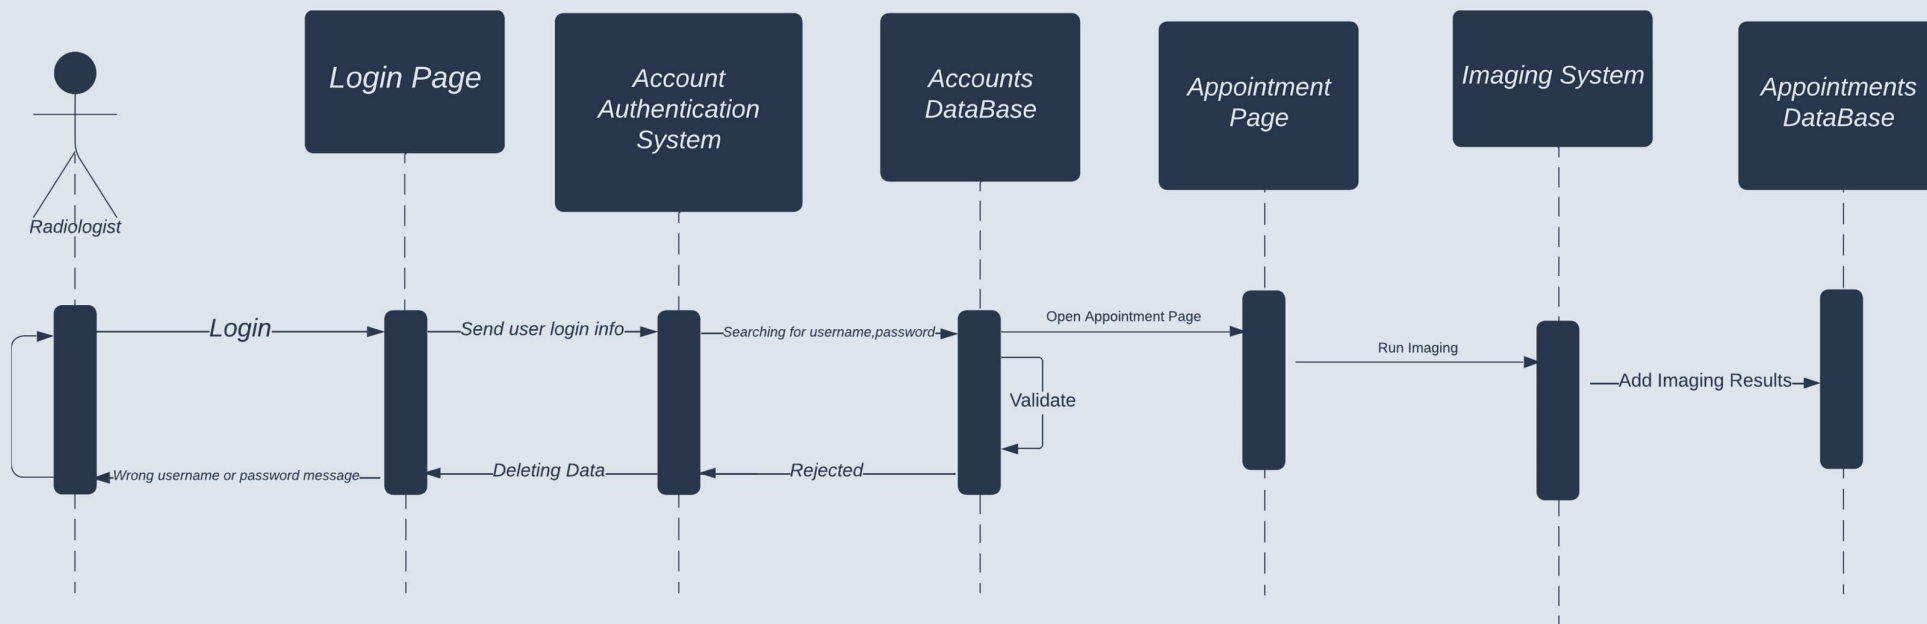 Login Page
Account
Authentication
System
Accounts
DataBase
Appointment
Page
Imaging System
Appointments
DataBase
Radiologist
Login
Send user login info
Searching for username,password
Open Appointment Page
Run Imaging
Add Imaging Results
Validate
Wrong username or password message
Deleting Data
Rejected